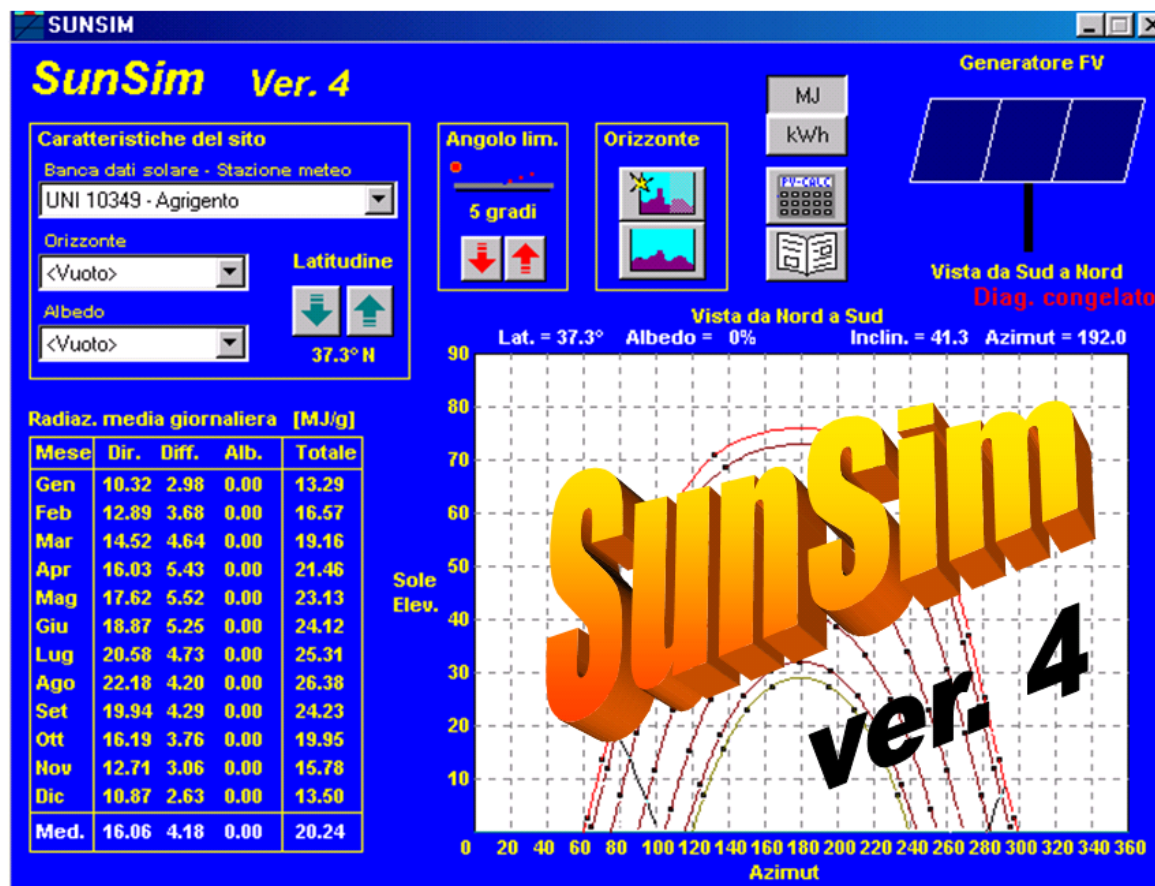 SUNSIM
SunSim Ver. 4
Caratteristiche del sito
Banca dati solare - Stazione meteo
UNI 10349 - Agrigento
Orizzonte
<Vuoto>
Albedo
<Vuoto>
Latitudine
37.3° N
Angolo lim.
5 gradi
Orizzonte
MJ
kWh
PV-CALC
Generatore FV
Vista da Sud a Nord
Diag. congelato
Vista da Nord a Sud
Lat. = 37.3° Albedo = 0% Inclin. = 41.3 Azimut = 192.0
Radiaz. media giornaliera [MJ/g]
Mese Dir. Diff. Alb. Totale
Gen 10.32 2.98 0.00 13.29
Feb 12.89 3.68 0.00 16.57
Mar 14.52 4.64 0.00 19.16
Apr 16.03 5.43 0.00 21.46
Mag 17.62 5.52 0.00 23.13
Giu 18.87 5.25 0.00 24.12
Lug 20.58 4.73 0.00 25.31
Ago 22.18 4.20 0.00 26.38
Set 19.94 4.29 0.00 24.23
Ott 16.19 3.76 0.00 19.95
Nov 12.71 3.06 0.00 15.78
Dic 10.87 2.63 0.00 13.50
Med. 16.06 4.18 0.00 20.24
Sole
Elev.
90
80
70
60
50
40
30
20
10
SunSim
ver. 4
0 20 40 60 80 100 120 140 160 180 200 220 240 260 280 300 320 340 360
Azimut